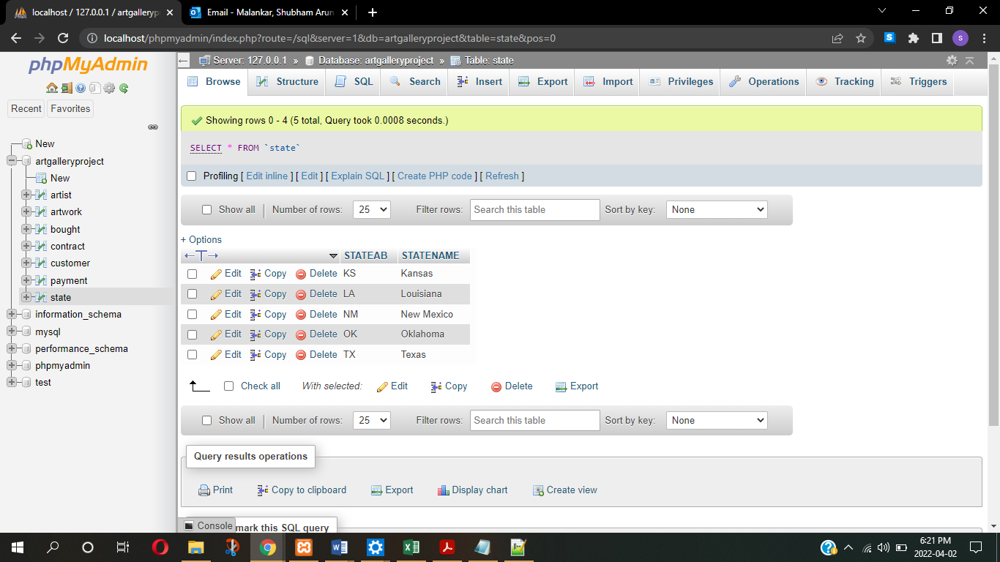 localhost / 127.0.0.1 / artgalleryp
Email - Malankar, Shubham Arun
localhost/phpmyadmin/index.php?route=/sql&server=1&db=artgalleryproject&table=state&pos=0
S
s
phpMyAdmin
Recent
Favorites
New
artgalleryproject
New
artist
artwork
bought
contract
customer
payment
state
information_schema
mysql
performance_schema
phpmyadmin
test
Server: 127.0.0.1 » Database: artgalleryproject » Table: state
Browse Structure SQL Search Insert Export Import Privileges Operations Tracking Triggers
Showing rows 0 - 4 (5 total, Query took 0.0008 seconds.)
SELECT * FROM `state`
Profiling [ Edit inline ] [ Edit ] [ Explain SQL ] [ Create PHP code ] [ Refresh ]
Show all | Number of rows: 25 Filter rows: Search this table Sort by key: None
+ Options
←T→ STATEAB STATENAME
Edit Copy Delete KS Kansas
Edit Copy Delete LA Louisiana
Edit Copy Delete NM New Mexico
Edit Copy Delete OK Oklahoma
Edit Copy Delete TX Texas
Check all With selected: Edit Copy Delete Export
Show all | Number of rows: 25 Filter rows: Search this table Sort by key: None
Query results operations
Print Copy to clipboard Export Display chart Create view
Console
mark this SQL query
6:21 PM
2022-04-02